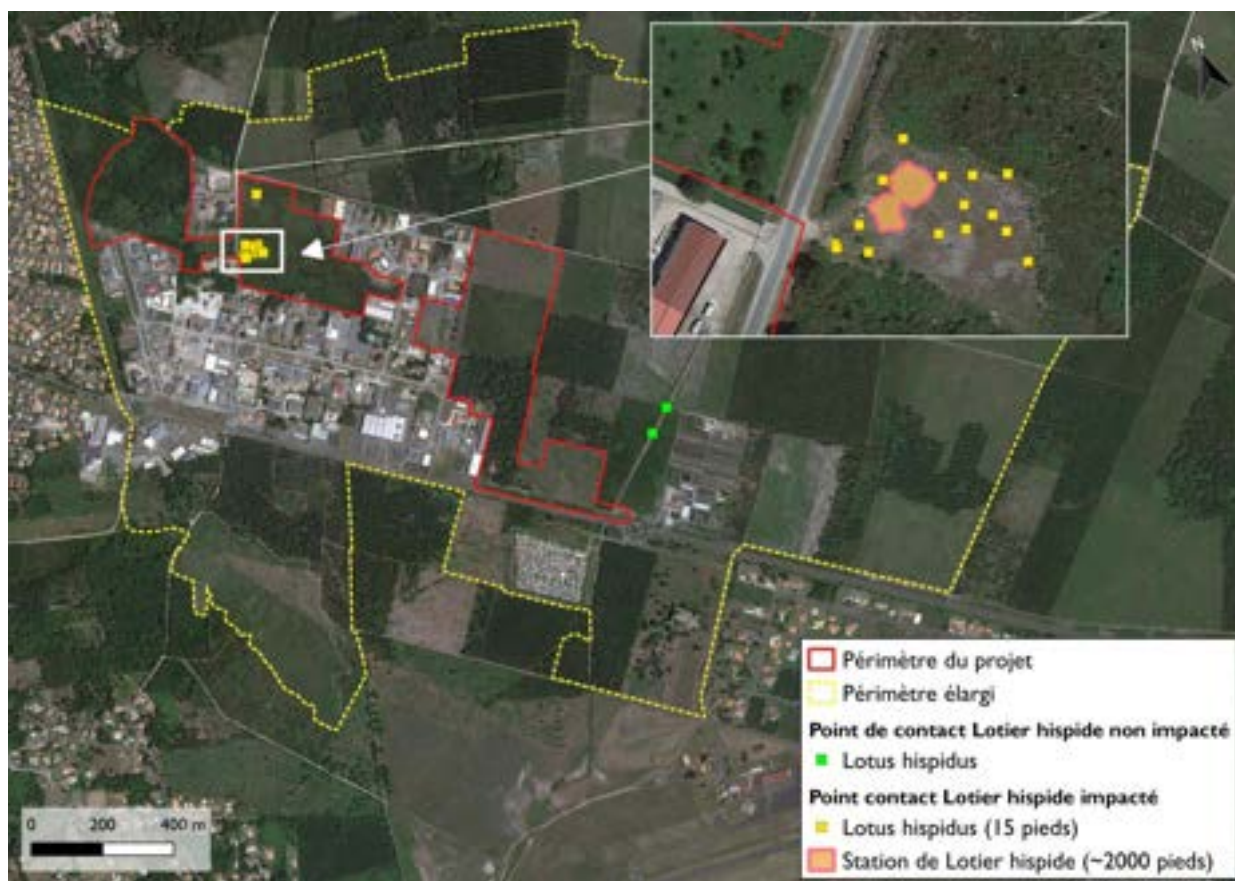 N
Périmètre du projet
Périmètre élargi
Point de contact Lotier hispide non impacté
Lotus hispidus
Point contact Lotier hispide impacté
Lotus hispidus (15 pieds)
Station de Lotier hispide (~2000 pieds)
0 200 400 m